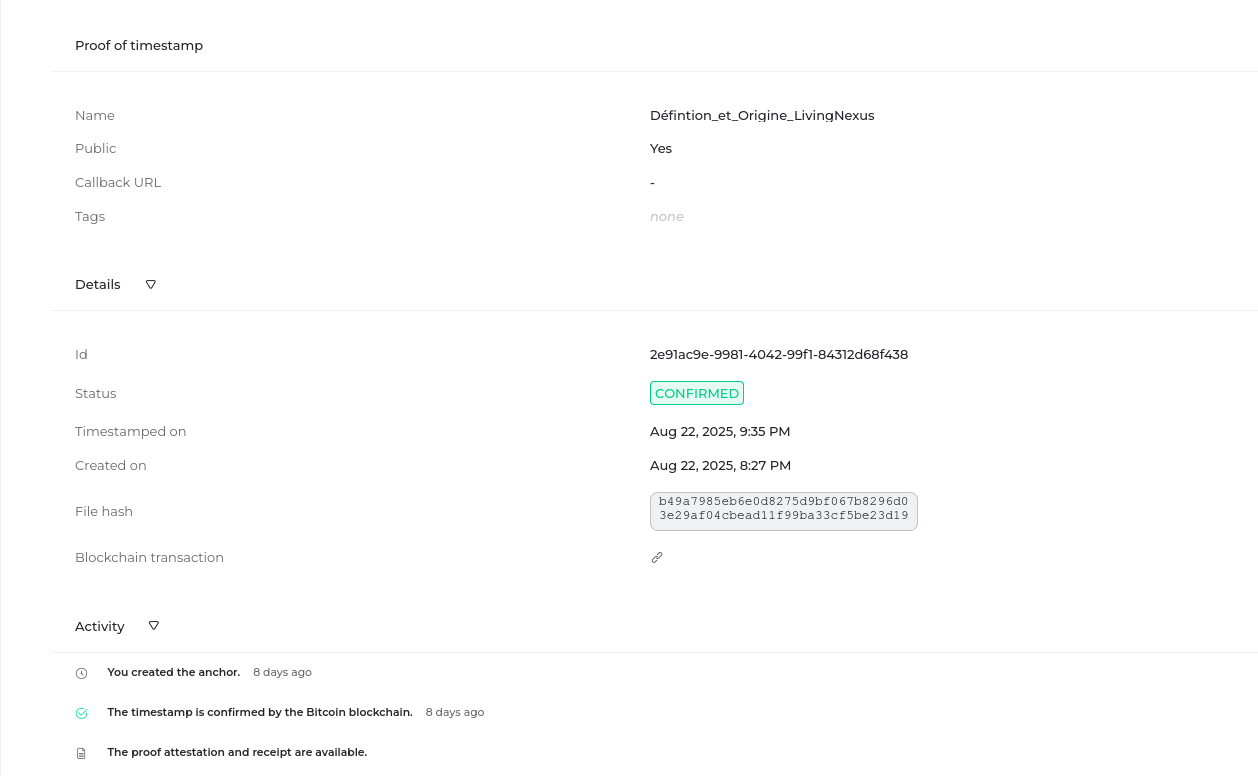 Proof of timestamp
Name Défintion_et_Origine_LivingNexus
Public Yes
Callback URL -
Tags none
Details
Id 2e91ac9e-9981-4042-99f1-84312d68f438
Status CONFIRMED
Timestamped on Aug 22, 2025, 9:35 PM
Created on Aug 22, 2025, 8:27 PM
File hash b49a7985eb6e0d8275d9bf067b8296d0
3e29af04cbead11f99ba33cf5be23d19
Blockchain transaction
Activity
You created the anchor. 8 days ago
The timestamp is confirmed by the Bitcoin blockchain. 8 days ago
The proof attestation and receipt are available.